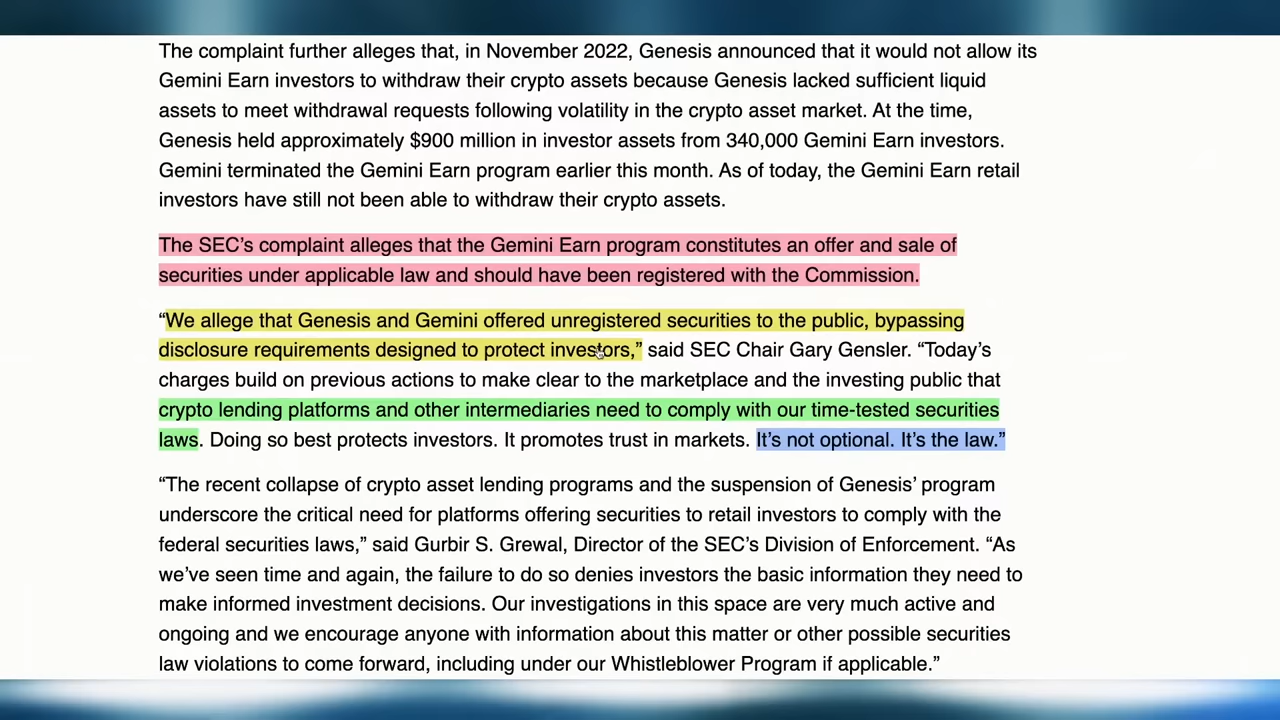 The complaint further alleges that, in November 2022, Genesis announced that it would not allow its
Gemini Earn investors to withdraw their crypto assets because Genesis lacked sufficient liquid
assets to meet withdrawal requests following volatility in the crypto asset market. At the time,
Genesis held approximately $900 million in investor assets from 340,000 Gemini Earn investors.
Gemini terminated the Gemini Earn program earlier this month. As of today, the Gemini Earn retail
investors have still not been able to withdraw their crypto assets.
The SEC’s complaint alleges that the Gemini Earn program constitutes an offer and sale of
securities under applicable law and should have been registered with the Commission.
“We allege that Genesis and Gemini offered unregistered securities to the public, bypassing
disclosure requirements designed to protect investors,” said SEC Chair Gary Gensler. “Today’s
charges build on previous actions to make clear to the marketplace and the investing public that
crypto lending platforms and other intermediaries need to comply with our time-tested securities
laws. Doing so best protects investors. It promotes trust in markets. It’s not optional. It’s the law.”
“The recent collapse of crypto asset lending programs and the suspension of Genesis’ program
underscore the critical need for platforms offering securities to retail investors to comply with the
federal securities laws,” said Gurbir S. Grewal, Director of the SEC’s Division of Enforcement. “As
we’ve seen time and again, the failure to do so denies investors the basic information they need to
make informed investment decisions. Our investigations in this space are very much active and
ongoing and we encourage anyone with information about this matter or other possible securities
law violations to come forward, including under our Whistleblower Program if applicable.”